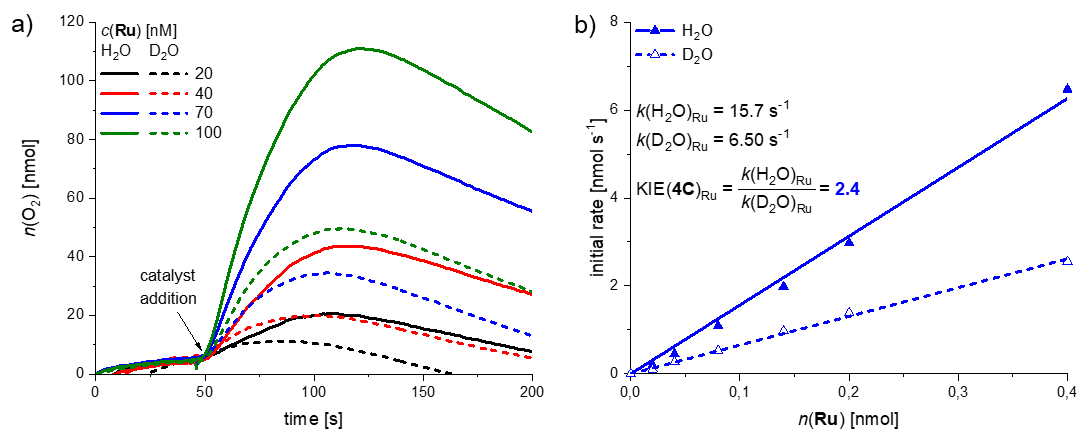 a)
c(Ru) [nM]
H₂O D₂O
20
40
70
100
catalyst
addition
120
100
80
60
40
20
0
n(O₂) [nmol]
0 50 100 150 200
time [s]
b)
H₂O
D₂O
k(H₂O)Ru = 15.7 s⁻¹
k(D₂O)Ru = 6.50 s⁻¹
KIE(4C)Ru = k(H₂O)Ru / k(D₂O)Ru = 2.4
8
6
4
2
0
initial rate [nmol s⁻¹]
0,0 0,1 0,2 0,3 0,4
n(Ru) [nmol]